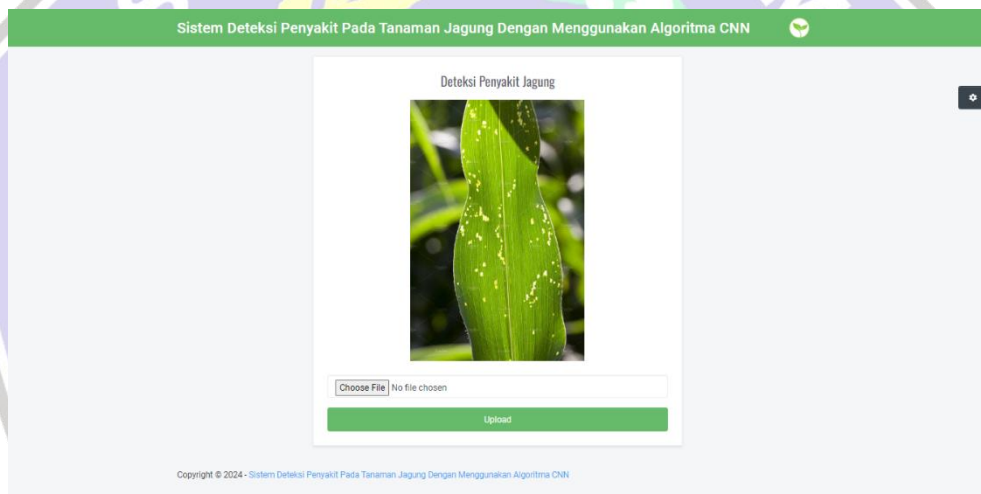 Sistem Deteksi Penyakit Pada Tanaman Jagung Dengan Menggunakan Algoritma CNN
Deteksi Penyakit Jagung
Choose File No file chosen
Upload
Copyright © 2024 - Sistem Deteksi Penyakit Pada Tanaman Jagung Dengan Menggunakan Algoritma CNN